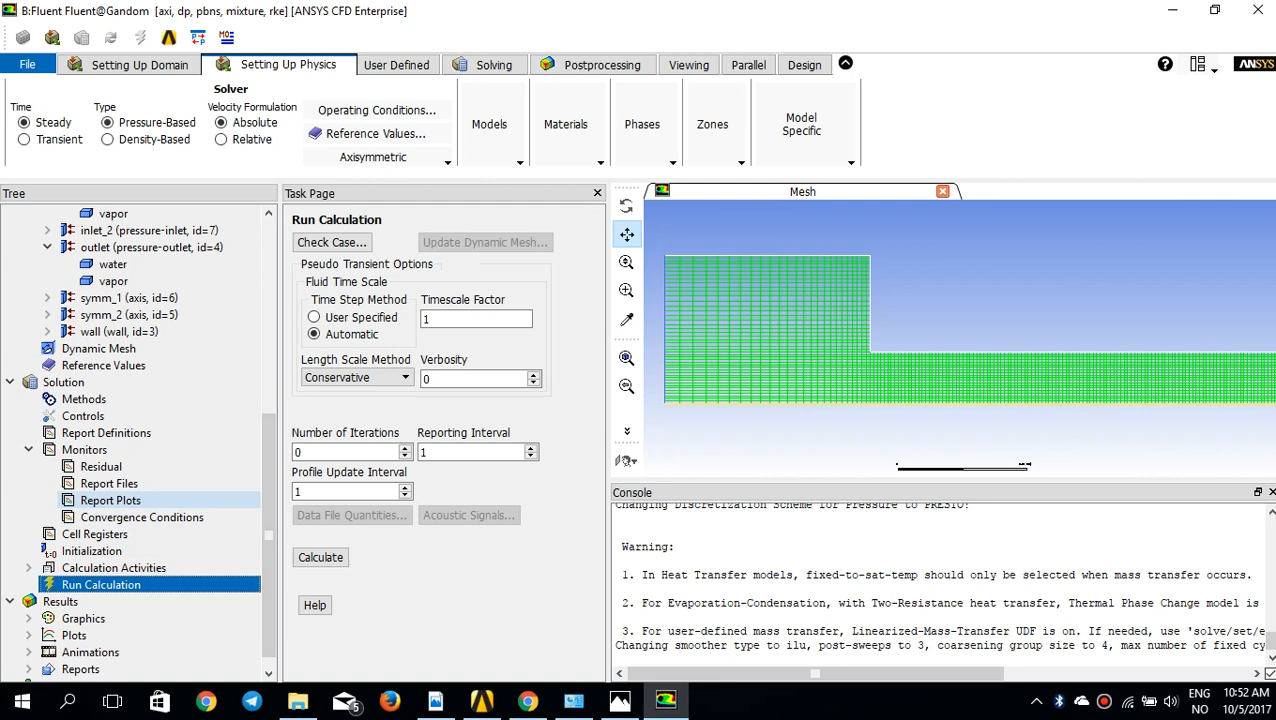 B:Fluent Fluent@Gandom [axi, dp, pbns, mixture, rke] [ANSYS CFD Enterprise]
File
Setting Up Domain
Setting Up Physics
User Defined
Solving
Postprocessing
Viewing
Parallel
Design
ANSYS
Solver
Time
Type
Velocity Formulation
Operating Conditions...
Steady
Pressure-Based
Absolute
Reference Values...
Transient
Density-Based
Relative
Axisymmetric
Models
Materials
Phases
Zones
Model
Specific
Tree
vapor
inlet_2 (pressure-inlet, id=7)
outlet (pressure-outlet, id=4)
water
vapor
symm_1 (axis, id=6)
symm_2 (axis, id=5)
wall (wall, id=3)
Dynamic Mesh
Reference Values
Solution
Methods
Controls
Report Definitions
Monitors
Residual
Report Files
Report Plots
Convergence Conditions
Cell Registers
Initialization
Calculation Activities
Run Calculation
Results
Graphics
Plots
Animations
Reports
Task Page
Run Calculation
Check Case...
Update Dynamic Mesh...
Pseudo Transient Options
Fluid Time Scale
Time Step Method
Timescale Factor
User Specified
1
Automatic
Length Scale Method
Verbosity
Conservative
0
Number of Iterations
Reporting Interval
0
1
Profile Update Interval
1
Data File Quantities...
Acoustic Signals...
Calculate
Help
Mesh
Console
Changing Discretization Scheme for Pressure to PRESTO!
Warning:
1. In Heat Transfer models, fixed-to-sat-temp should only be selected when mass transfer occurs.
2. For Evaporation-Condensation, with Two-Resistance heat transfer, Thermal Phase Change model is
3. For user-defined mass transfer, Linearized-Mass-Transfer UDF is on. If needed, use 'solve/set/e
Changing smoother type to ilu, post-sweeps to 3, coarsening group size to 4, max number of fixed cy
5
ENG
NO
10:52 AM
10/5/2017